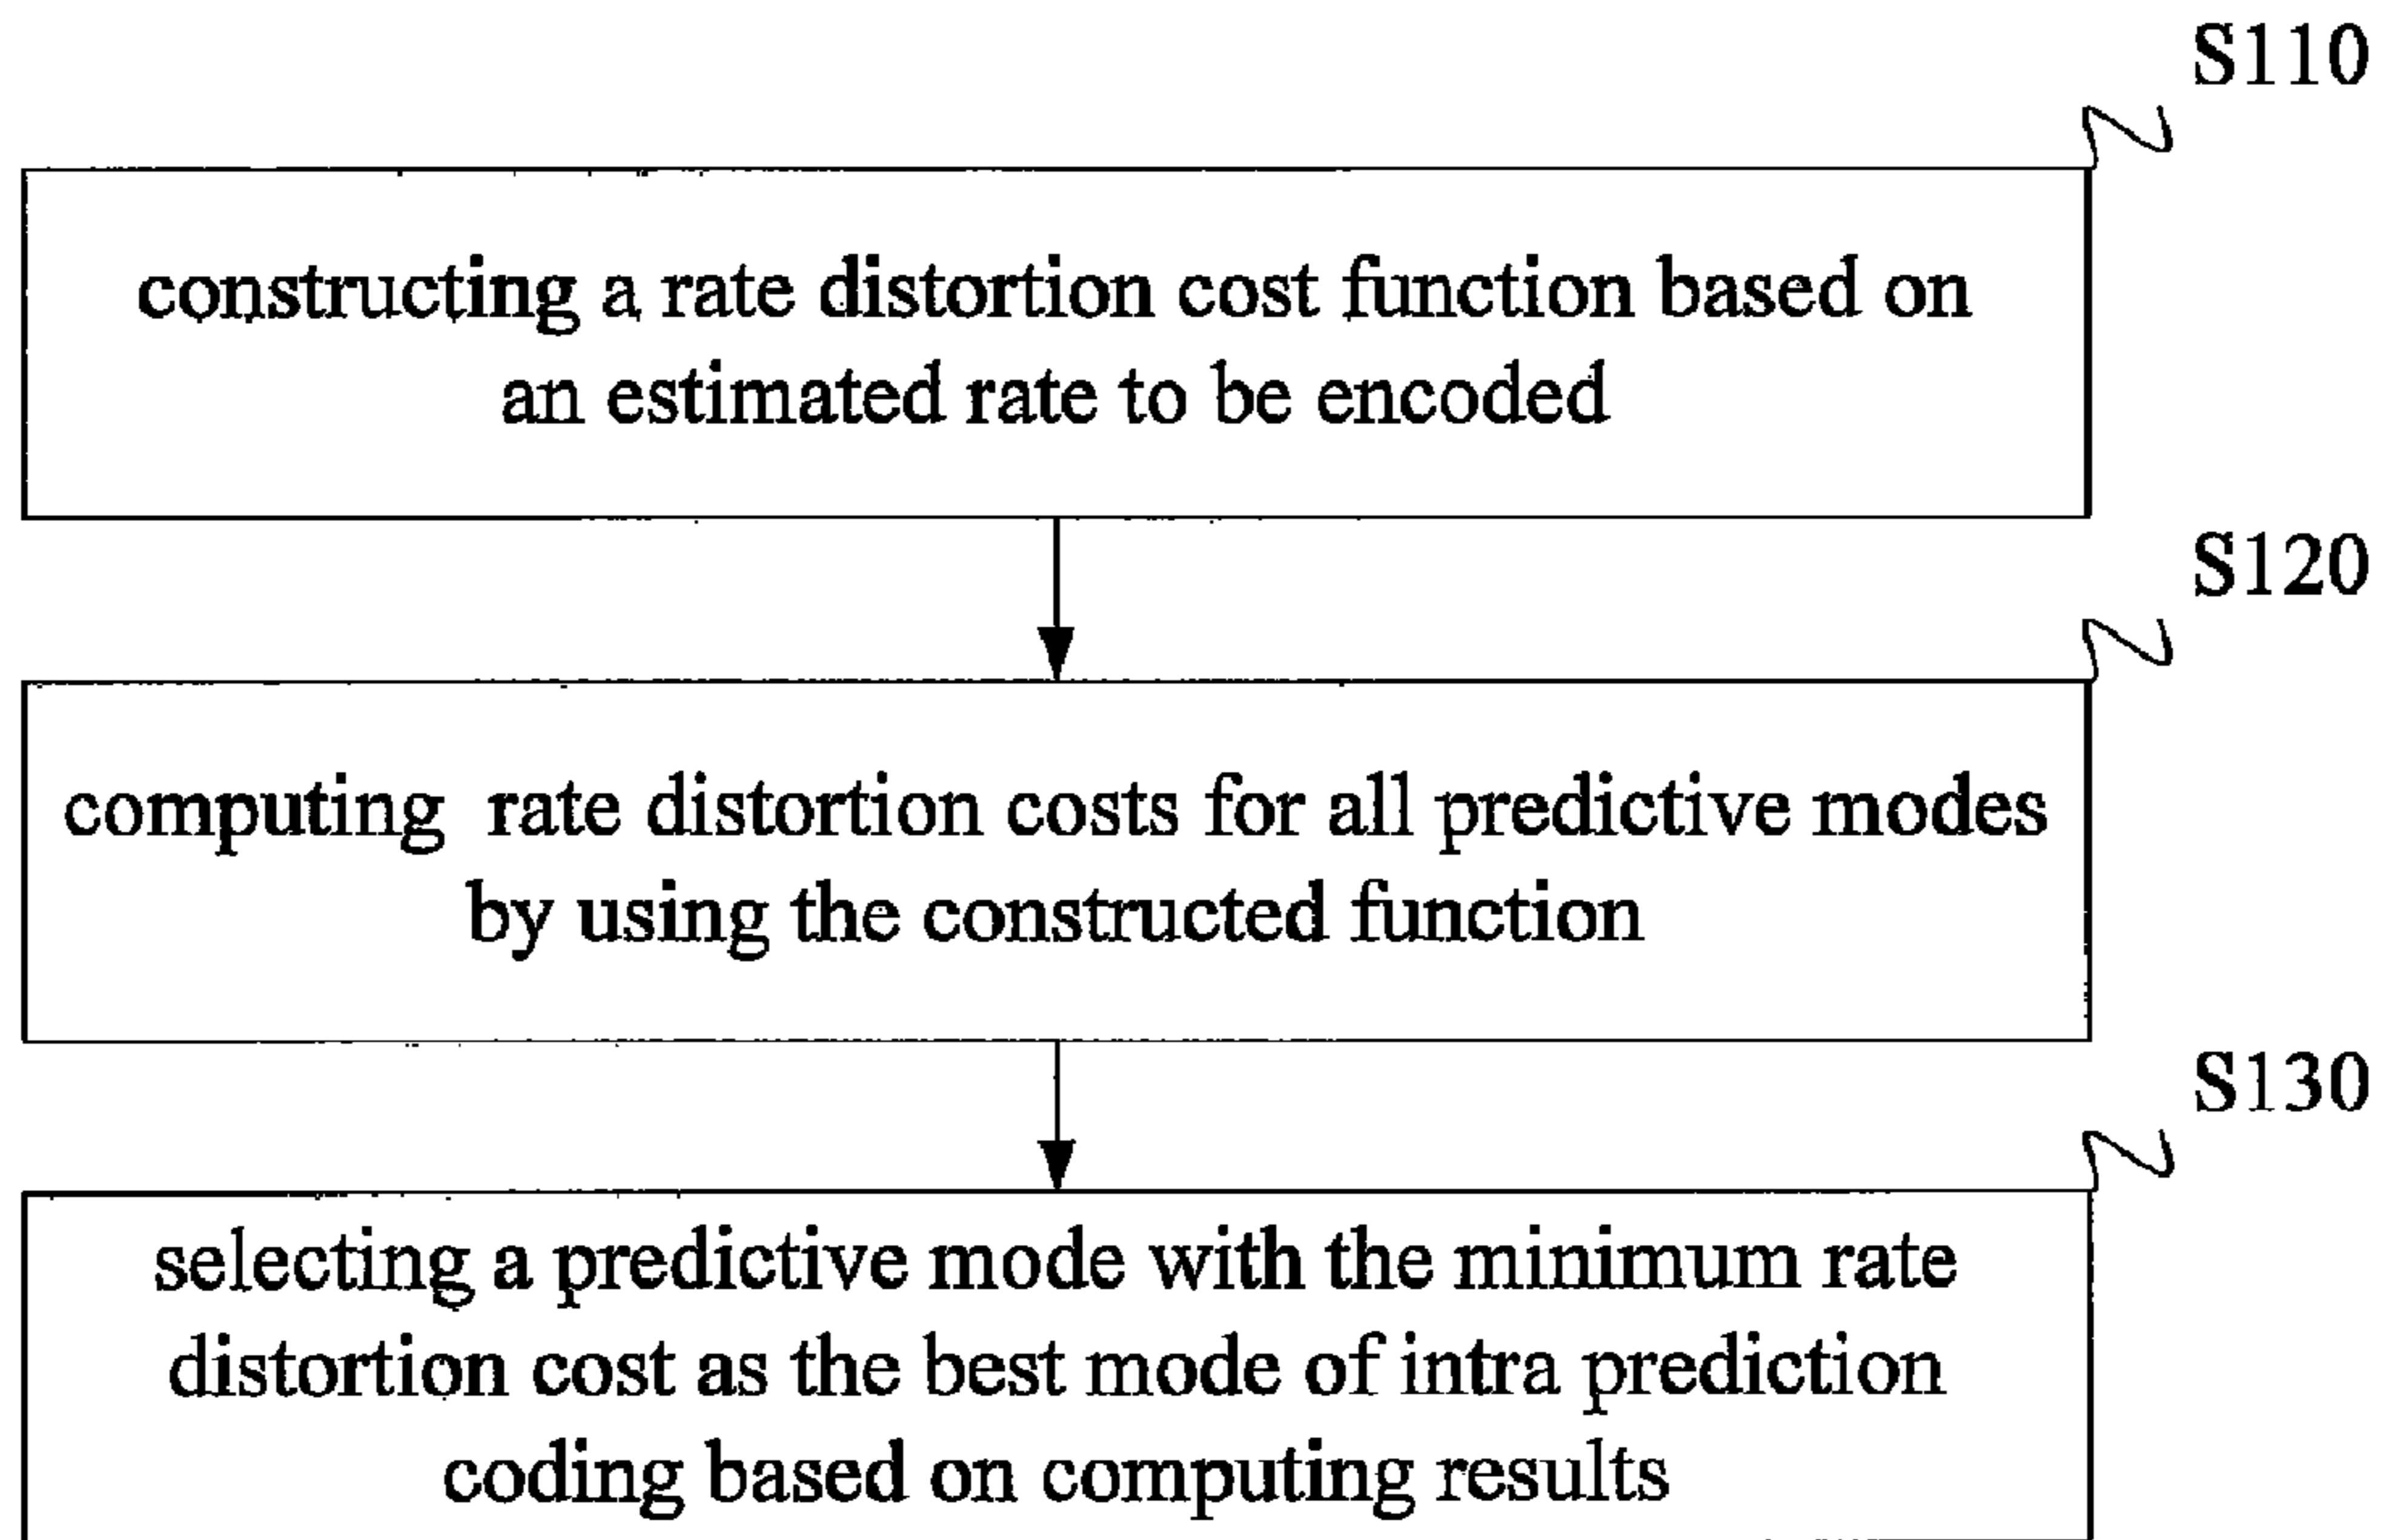 S110
constructing a rate distortion cost function based on
an estimated rate to be encoded
S120
computing rate distortion costs for all predictive modes
by using the constructed function
S130
selecting a predictive mode with the minimum rate
distortion cost as the best mode of intra prediction
coding based on computing results